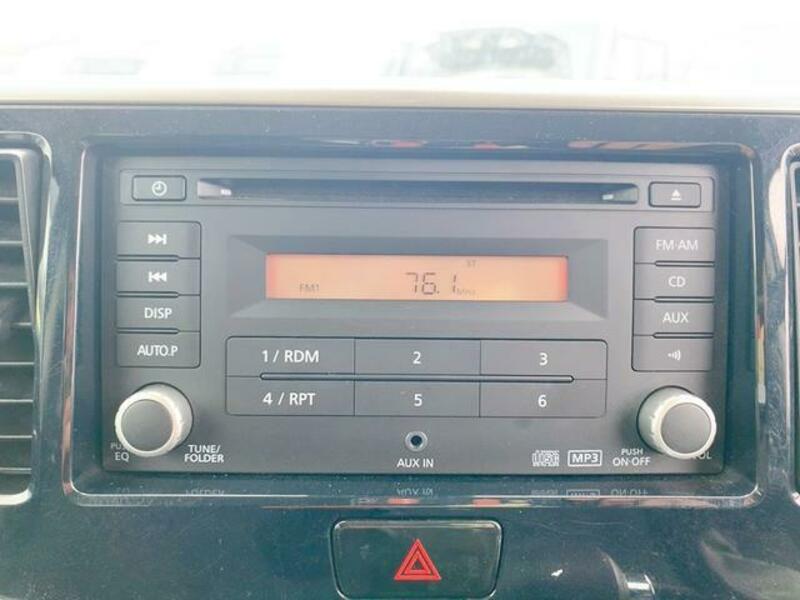 FM·AM
ST
FM1 76.1 MHz
CD
DISP
AUX
AUTO.P
1 / RDM 2 3
4 / RPT 5 6
PUSH
EQ
TUNE/
FOLDER
AUX IN
MP3
PUSH
ON·OFF
VOL